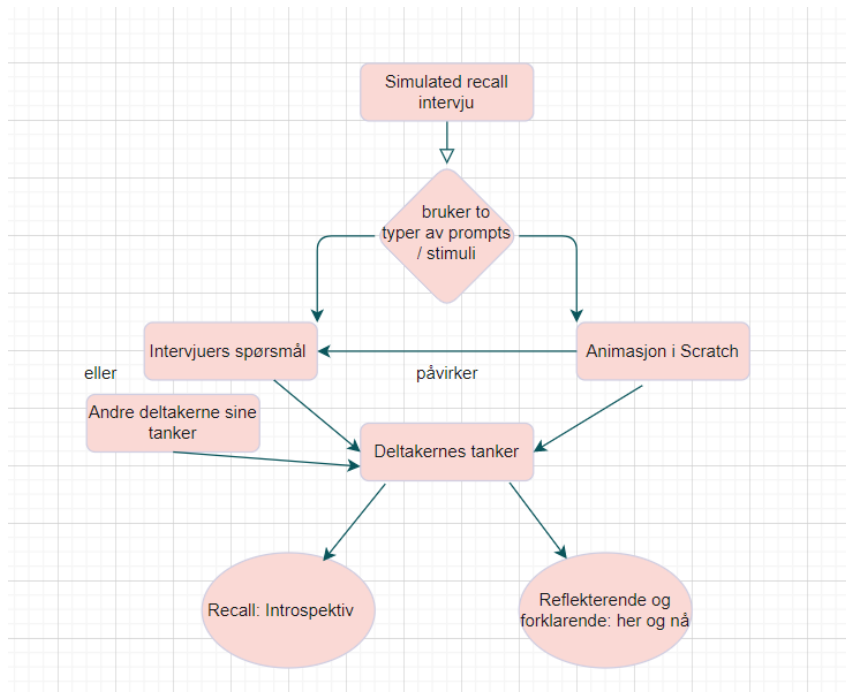 Simulated recall
intervju
bruker to
typer av prompts
/ stimuli
Intervjuers spørsmål
Animasjon i Scratch
eller
påvirker
Andre deltakerne sine
tanker
Deltakernes tanker
Recall: Introspektiv
Reflekterende og
forklarende: her og nå